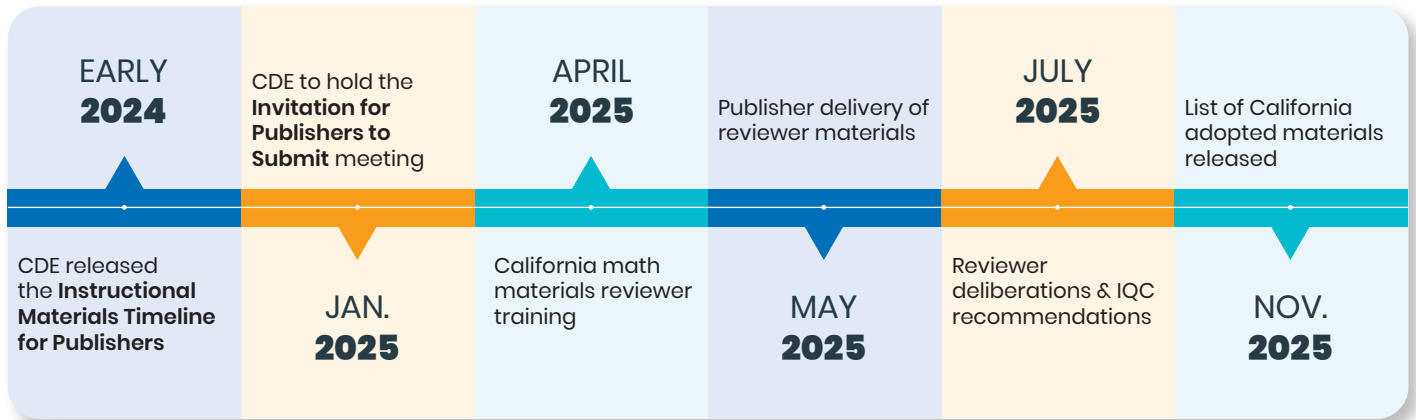 EARLY
2024
CDE released
the Instructional
Materials Timeline
for Publishers
CDE to hold the
Invitation for
Publishers to
Submit meeting
JAN.
2025
APRIL
2025
California math
materials reviewer
training
Publisher delivery of
reviewer materials
MAY
2025
JULY
2025
Reviewer
deliberations & IQC
recommendations
List of California
adopted materials
released
NOV.
2025